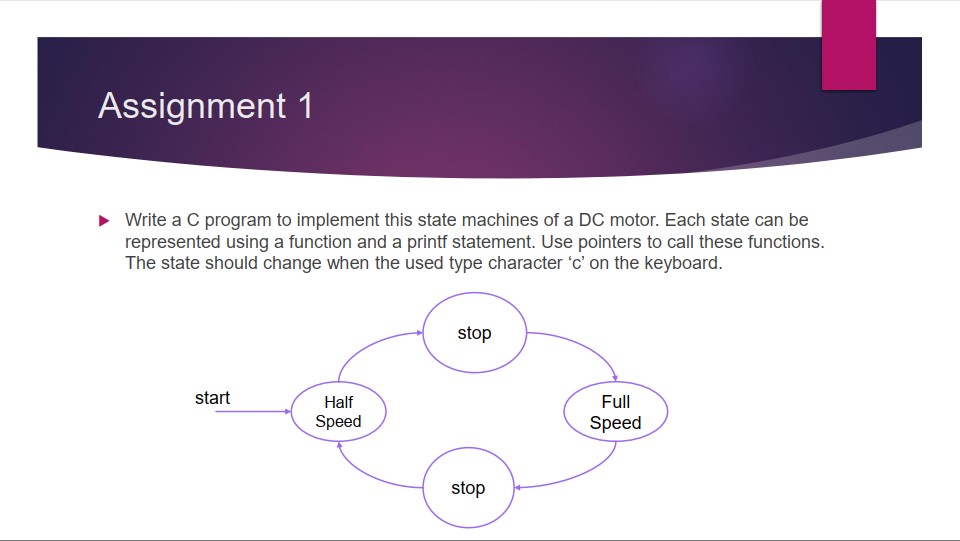 Assignment 1
Write a C program to implement this state machines of a DC motor. Each state can be
represented using a function and a printf statement. Use pointers to call these functions.
The state should change when the used type character ‘c’ on the keyboard.
stop
start
Half
Speed
Full
Speed
stop